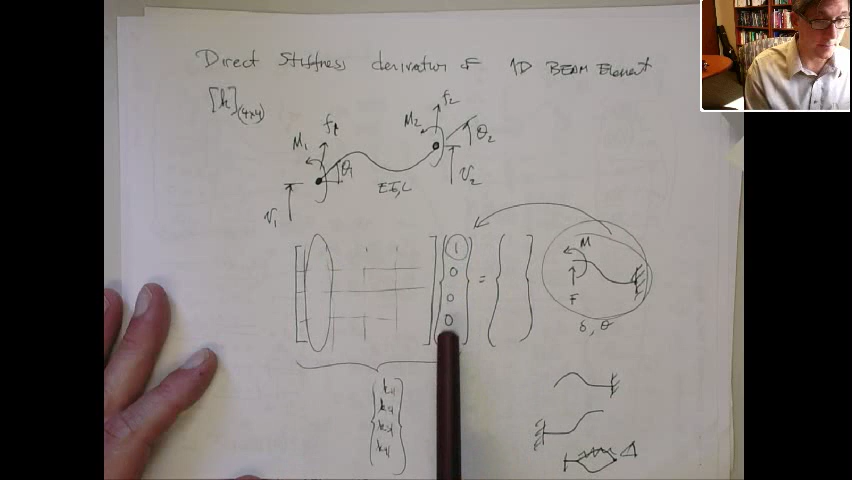 Direct Stiffness derivation of 1D BEAM Element
[k](4x4)
M1 f1 θ1 v1
M2 f2 θ2 v2
EI, L
1
0
0
0
=
M
F
δ, θ
k11
k21
k31
k41